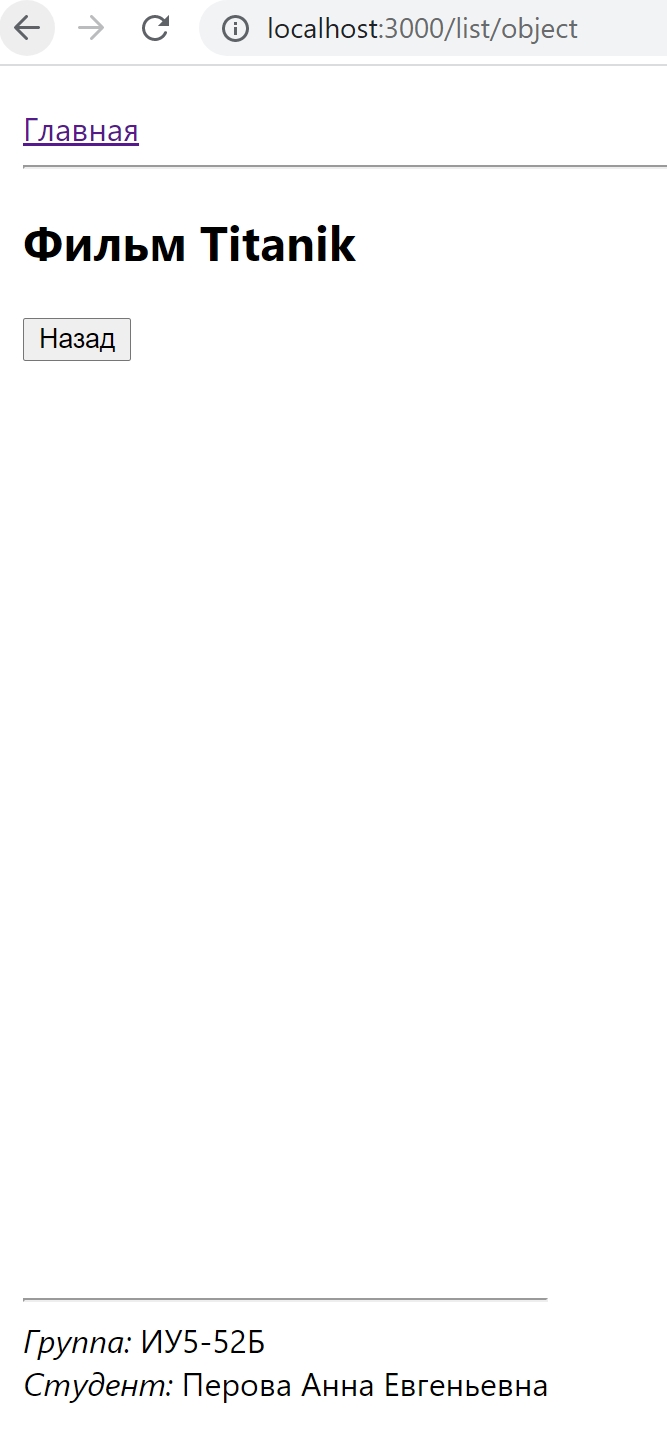 localhost:3000/list/object
Главная
Фильм Titanik
Назад
Группа: ИУ5-52Б
Студент: Перова Анна Евгеньевна